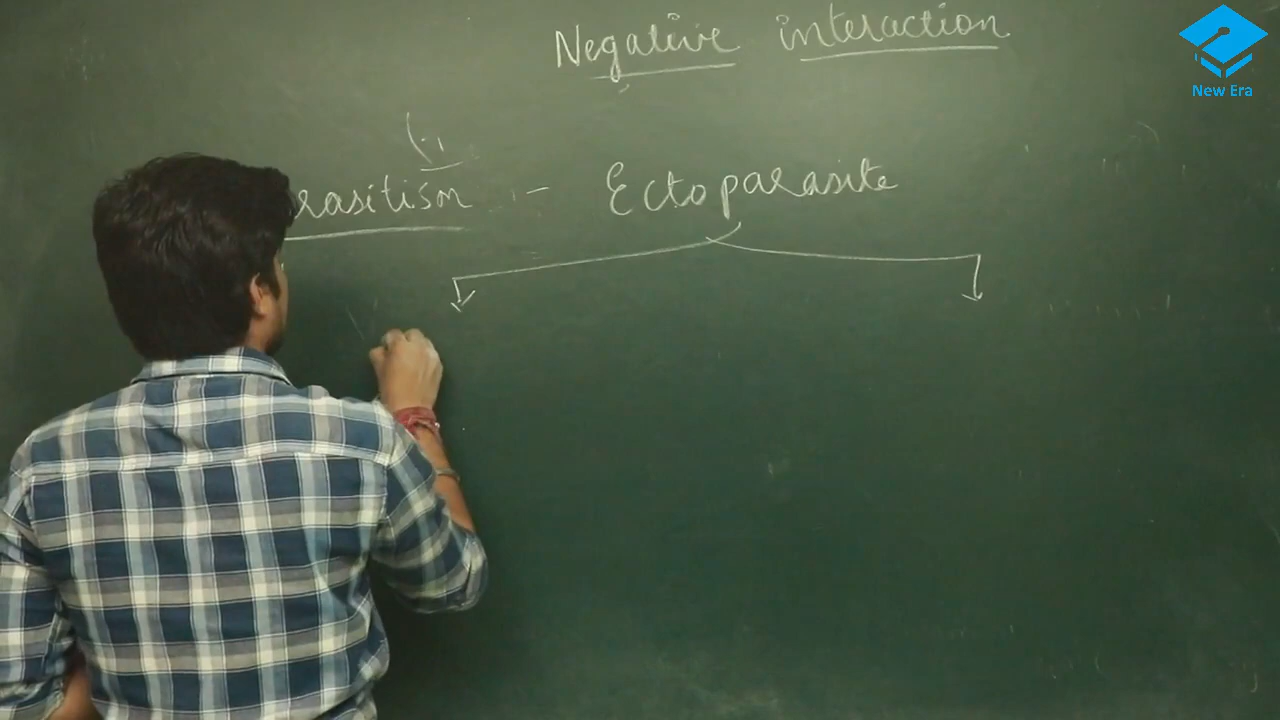 Negative interaction
New Era
(-)
rasitism - Ectoparasite